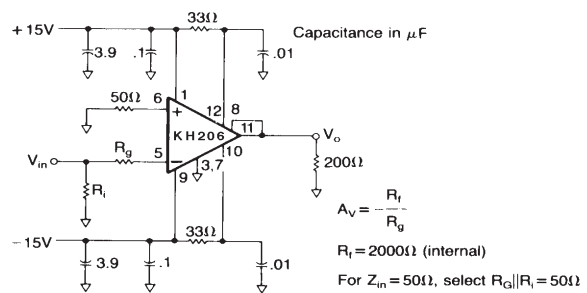 +15V
33Ω
Capacitance in μF
3.9
.1
.01
50Ω
6
1
12
8
+
KH206
11
Vo
Vin
Rg
5
−
3,7
10
200Ω
9
Ri
Av = − Rf
Rg
−15V
33Ω
Rf = 2000Ω (internal)
3.9
.1
.01
For Zin = 50Ω, select RG||Ri = 50Ω